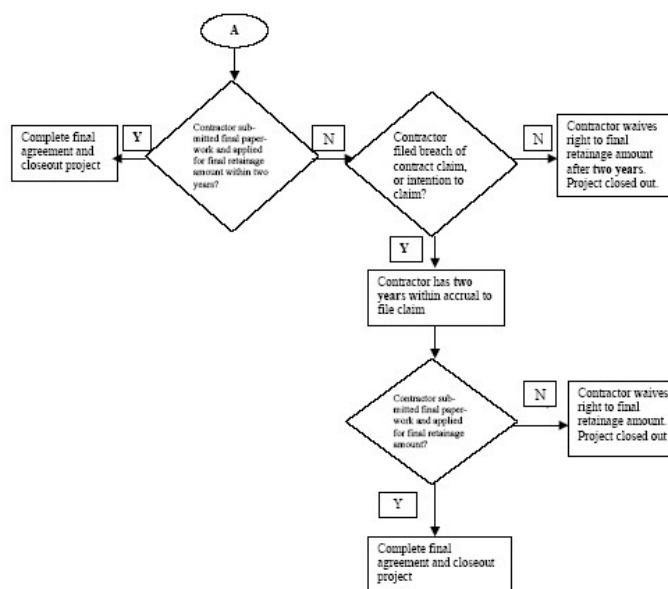 A
Contractor sub-
mitted final paper-
work and applied
for final retainage
amount within two
years?
Y
Complete final
agreement and
closeout project
N
Contractor
filed breach of
contract claim,
or intention to
claim?
N
Contractor waives
right to final
retainage amount
after two years.
Project closed out.
Y
Contractor has two
years within accrual to
file claim
Contractor sub-
mitted final paper-
work and applied
for final retainage
amount?
N
Contractor waives
right to final
retainage amount.
Project closed out
Y
Complete final
agreement and closeout
project